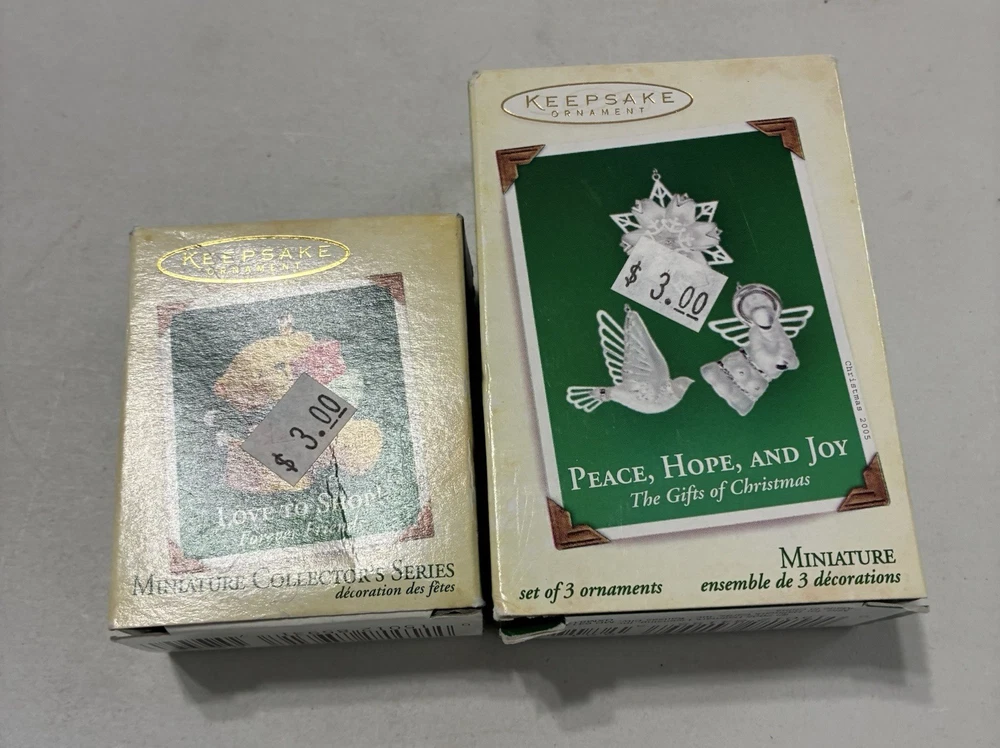 KEEPSAKE
ORNAMENT
$ 3.00
LOVE TO SHOP!
Forever Friends
MINIATURE COLLECTOR'S SERIES
décoration des fêtes
KEEPSAKE
ORNAMENT
$ 3.00
Christmas 2005
PEACE, HOPE, AND JOY
The Gifts of Christmas
MINIATURE
set of 3 ornaments
ensemble de 3 décorations